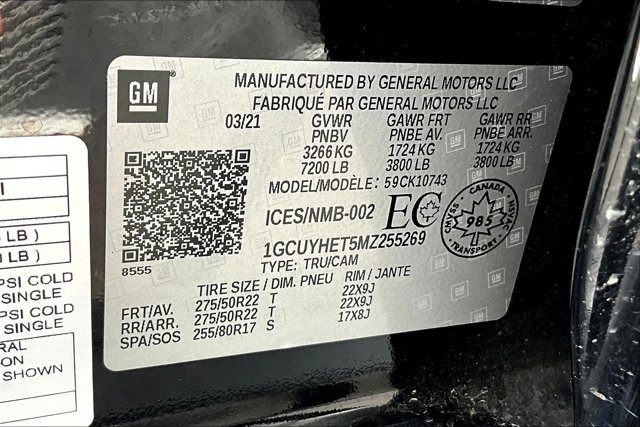 GM
MANUFACTURED BY GENERAL MOTORS LLC
FABRIQUÉ PAR GENERAL MOTORS LLC
03/21 GVWR GAWR FRT GAWR RR
PNBV PNBE AV. PNBE ARR.
3266 KG 1724 KG 1724 KG
7200 LB 3800 LB 3800 LB
MODEL/MODÈLE: 59CK10743
ICES/NMB-002 EC
CANADA
985
TRANSPORT
1GCUYHET5MZ255269
8555
TYPE: TRU/CAM
TIRE SIZE / DIM. PNEU RIM / JANTE
FRT/AV. 275/50R22 T 22X9J
RR/ARR. 275/50R22 T 22X9J
SPA/SOS 255/80R17 S 17X8J
LB )
LB )
PSI COLD
SINGLE
PSI COLD
SINGLE
SHOWN